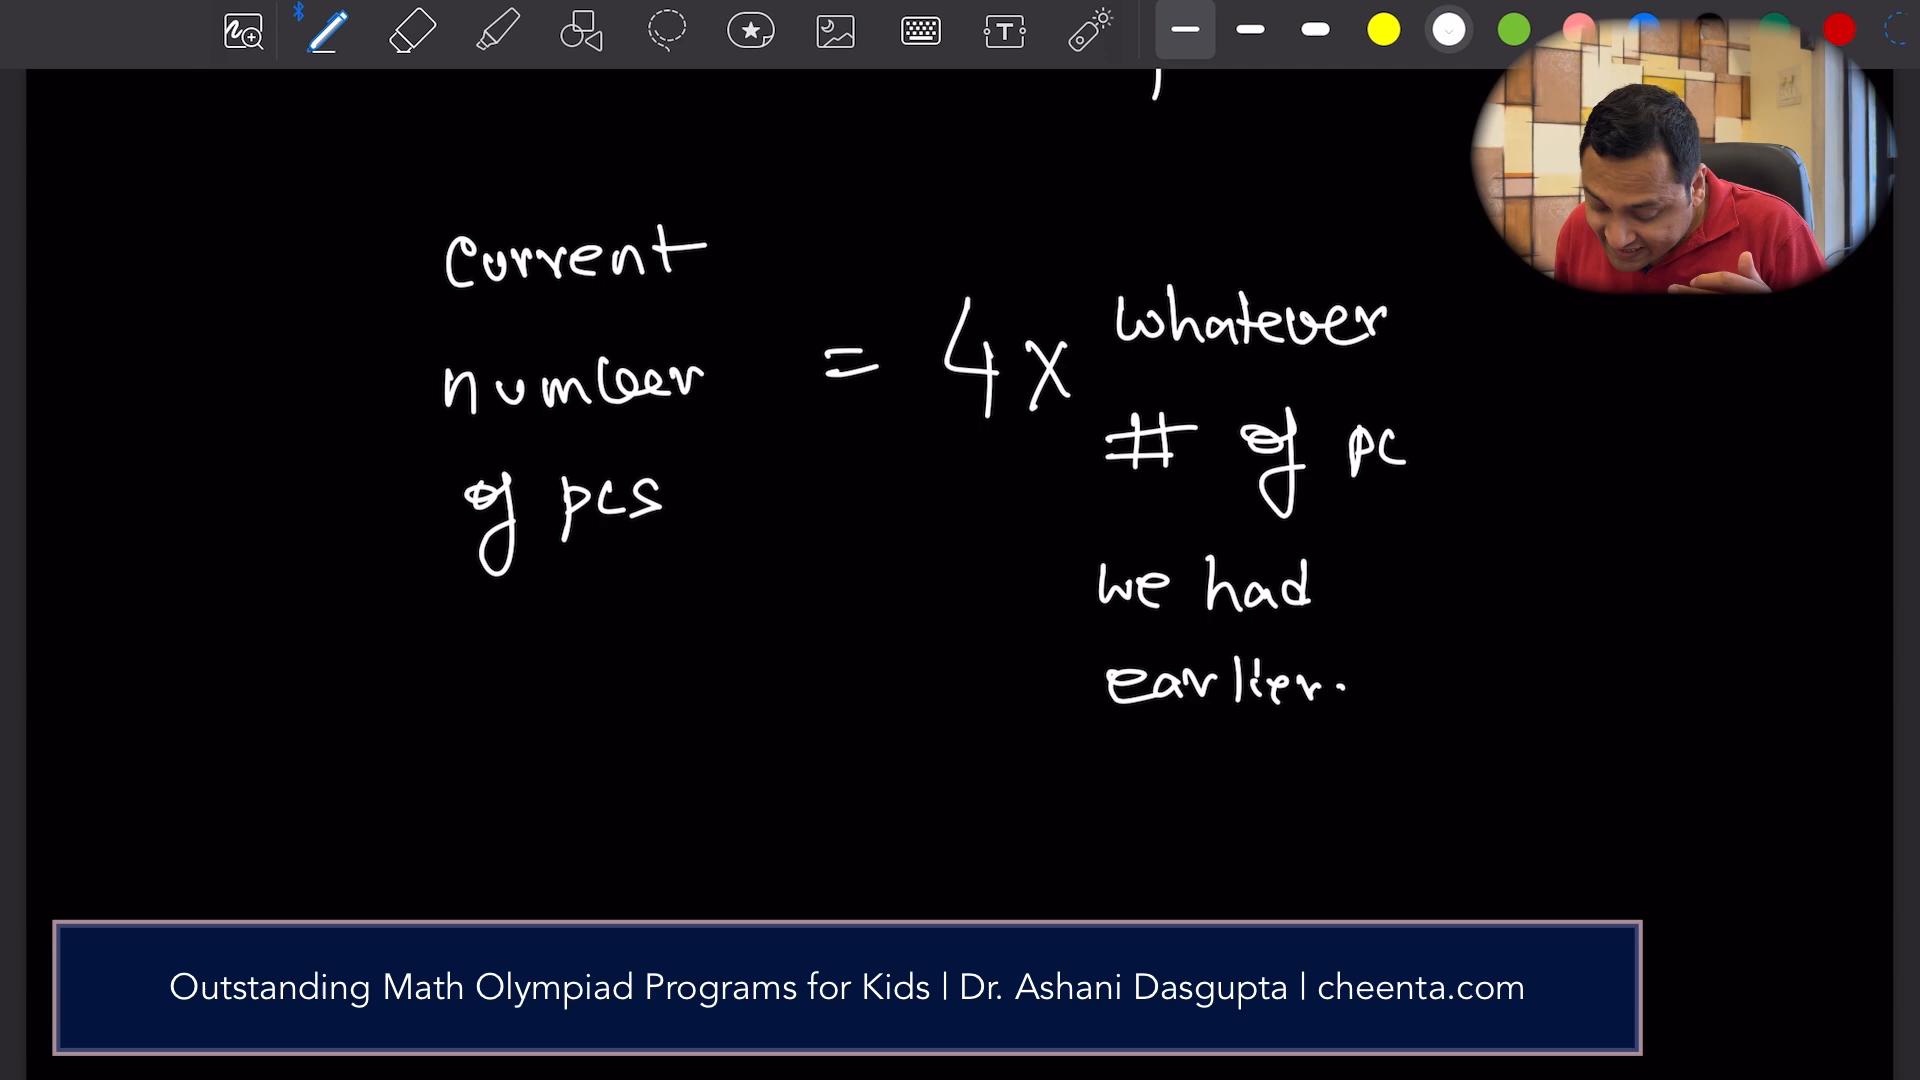 Current
number
of pcs
= 4x
whatever
# of pc
we had
earlier.
Outstanding Math Olympiad Programs for Kids | Dr. Ashani Dasgupta | cheenta.com